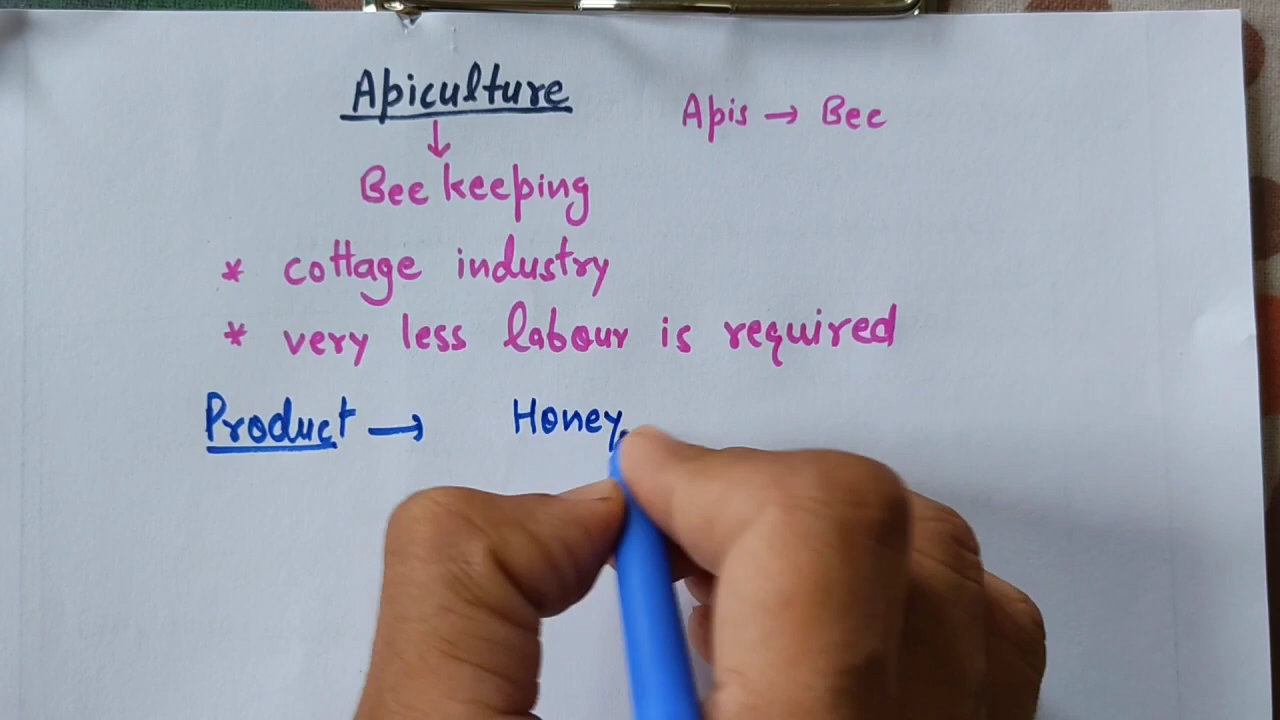 Apiculture Apis → Bee
↓
Bee keeping
* cottage industry
* very less labour is required
Product → Honey,